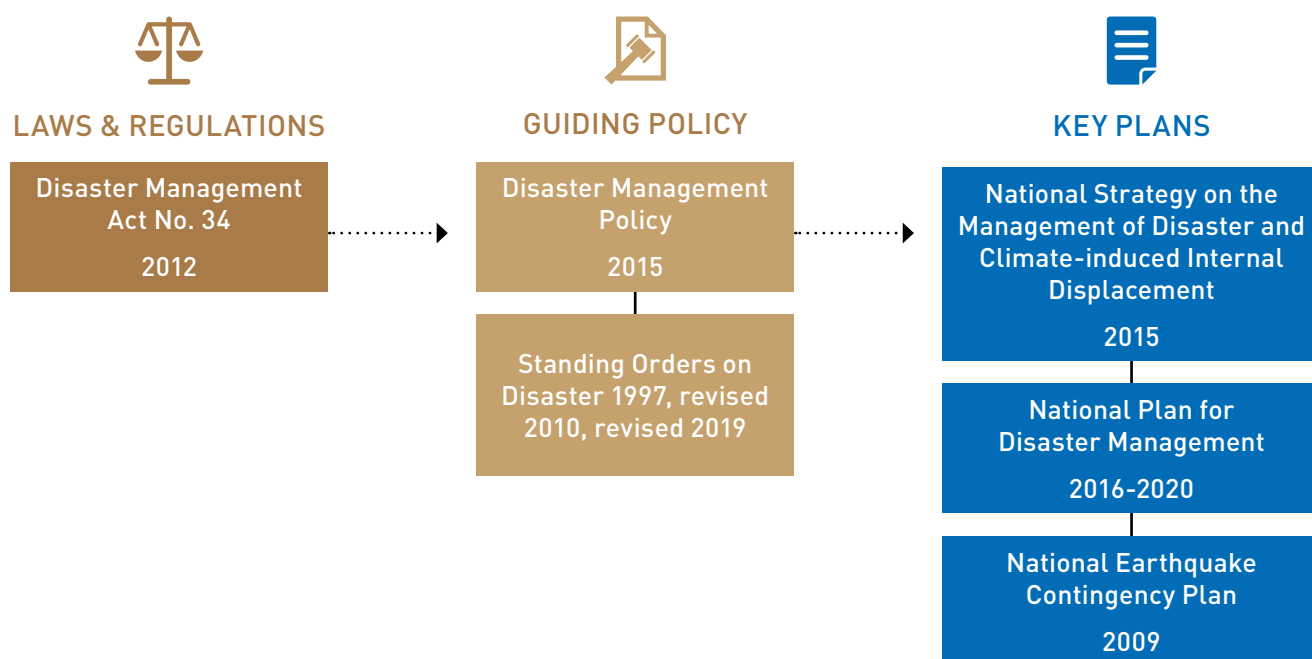 LAWS & REGULATIONS
Disaster Management
Act No. 34
2012
GUIDING POLICY
Disaster Management
Policy
2015
Standing Orders on
Disaster 1997, revised
2010, revised 2019
KEY PLANS
National Strategy on the
Management of Disaster and
Climate-induced Internal
Displacement
2015
National Plan for
Disaster Management
2016-2020
National Earthquake
Contingency Plan
2009